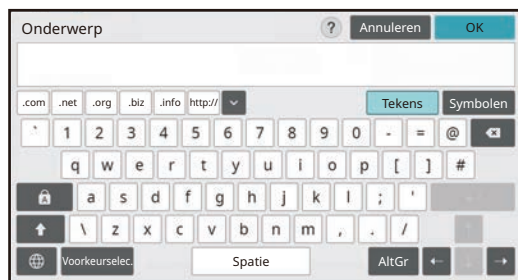 Onderwerp ? Annuleren OK
.com .net .org .biz .info http:// Tekens Symbolen
` 1 2 3 4 5 6 7 8 9 0 - = @
q w e r t y u i o p [ ] #
A a s d f g h j k l ; '
\ z x c v b n m , . /
Voorkeurselec. Spatie AltGr